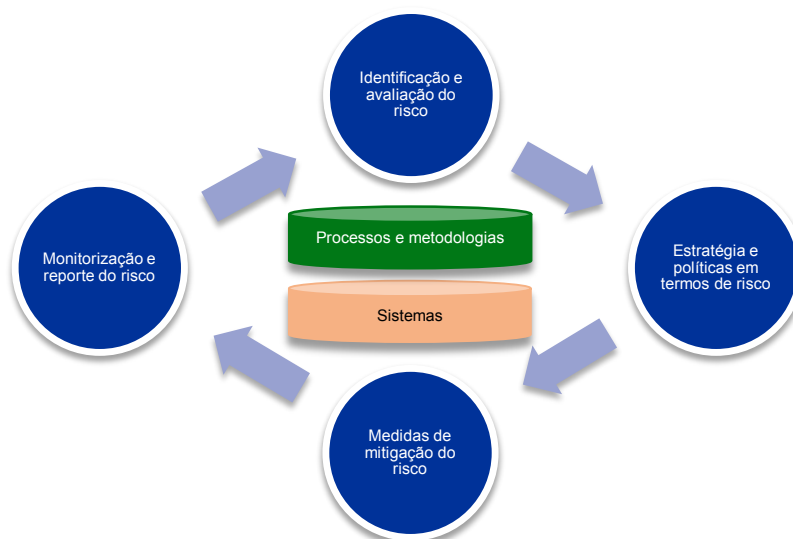 Identificação e
avaliação do
risco
Processos e metodologias
Monitorização e
reporte do risco
Estratégia e
políticas em
termos de risco
Sistemas
Medidas de
mitigação do
risco